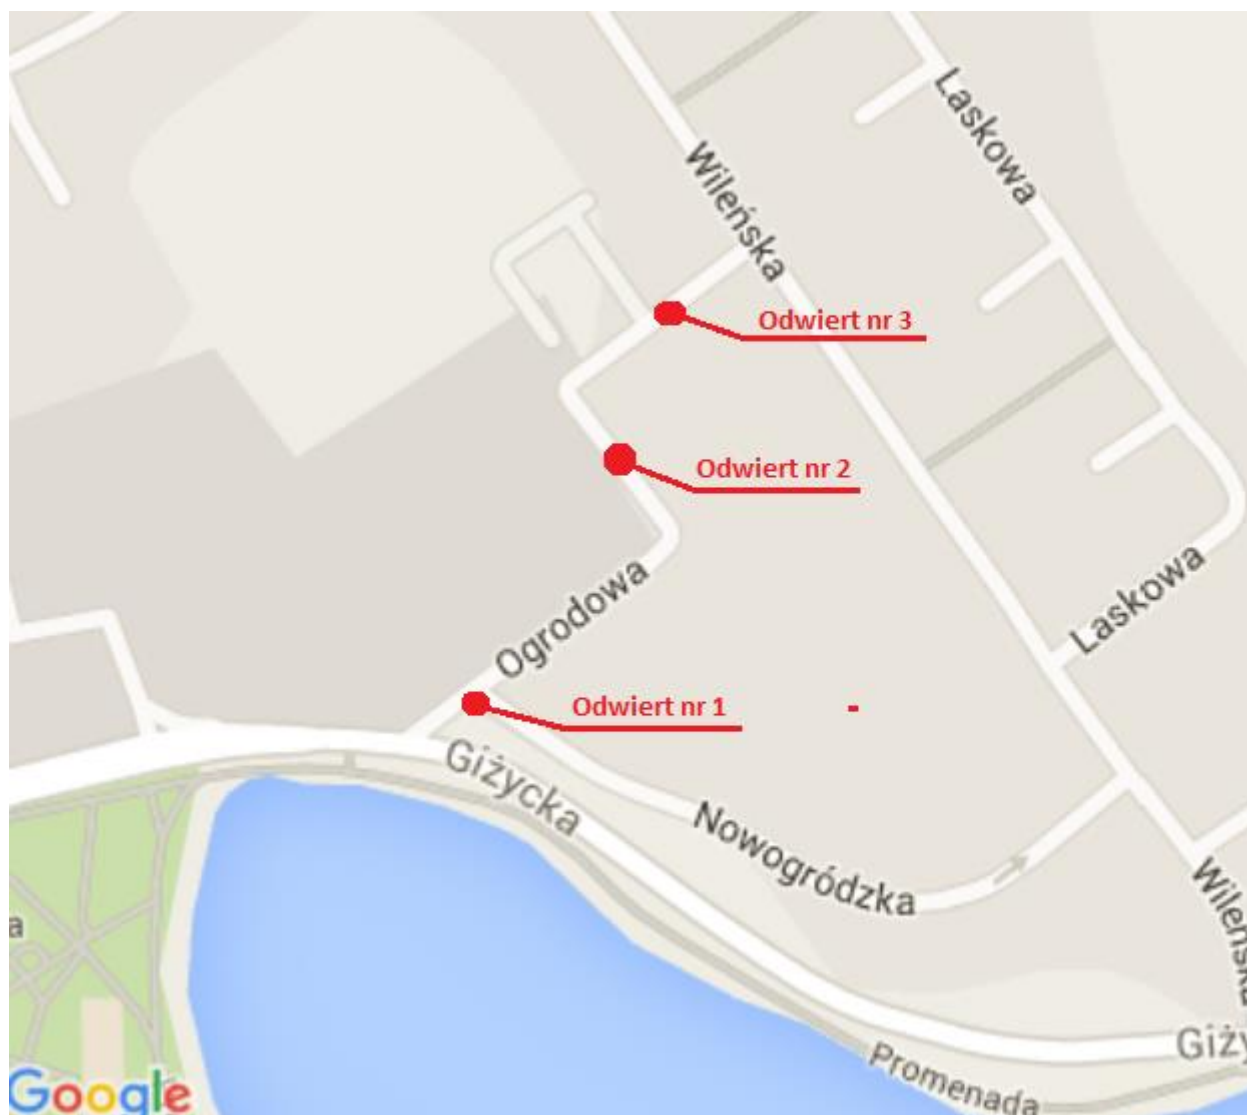 Laskowa
Wileńska
Odwiert nr 3
Odwiert nr 2
Ogrodowa
Laskowa
Odwiert nr 1
Giżycka
Nowogródzka
Wileńska
a
Giży
Promenada
Google